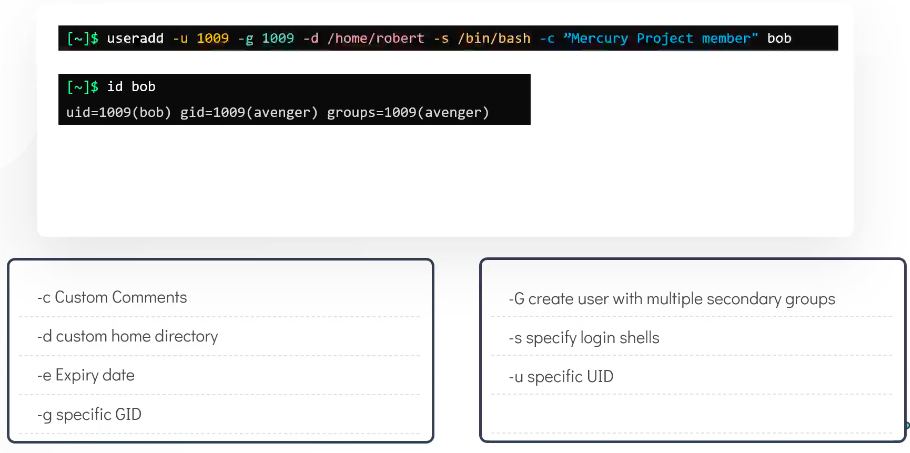 [~]$ useradd -u 1009 -g 1009 -d /home/robert -s /bin/bash -c ”Mercury Project member" bob
[~]$ id bob
uid=1009(bob) gid=1009(avenger) groups=1009(avenger)
-c Custom Comments
-d custom home directory
-e Expiry date
-g specific GID
-G create user with multiple secondary groups
-s specify login shells
-u specific UID